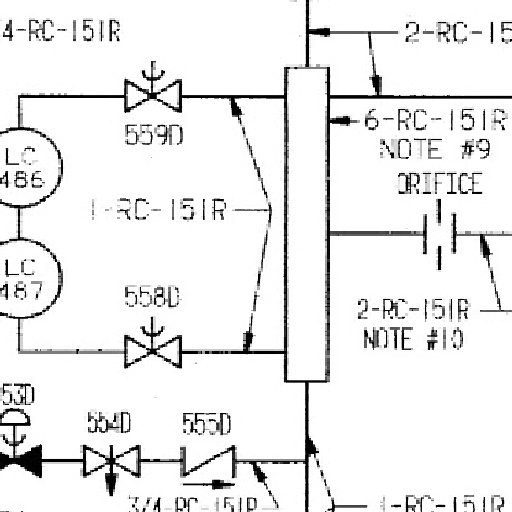 /4-RC-151R
2-RC-15
6-RC-151R
NOTE #9
559D
ORIFICE
LC
486
1-RC-151R
LC
487
558D
2-RC-151R
NOTE #10
53D
554D
555D
3/4-RC-151R
1-RC-151R